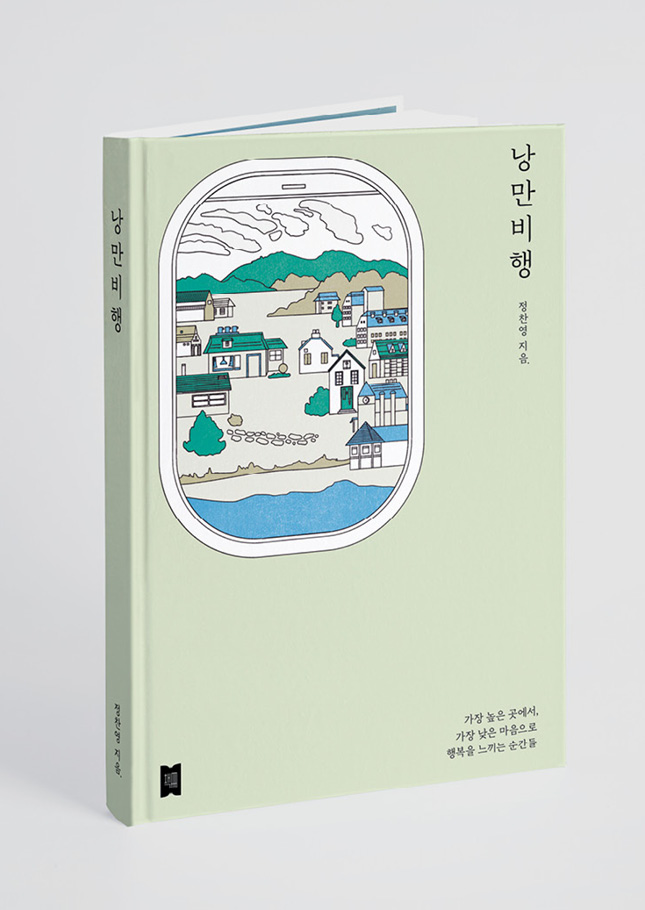 낭만비행
정찬영 지음.
가장 높은 곳에서,
가장 낮은 마음으로
행복을 느끼는 순간들
낭만비행
정찬영 지음.